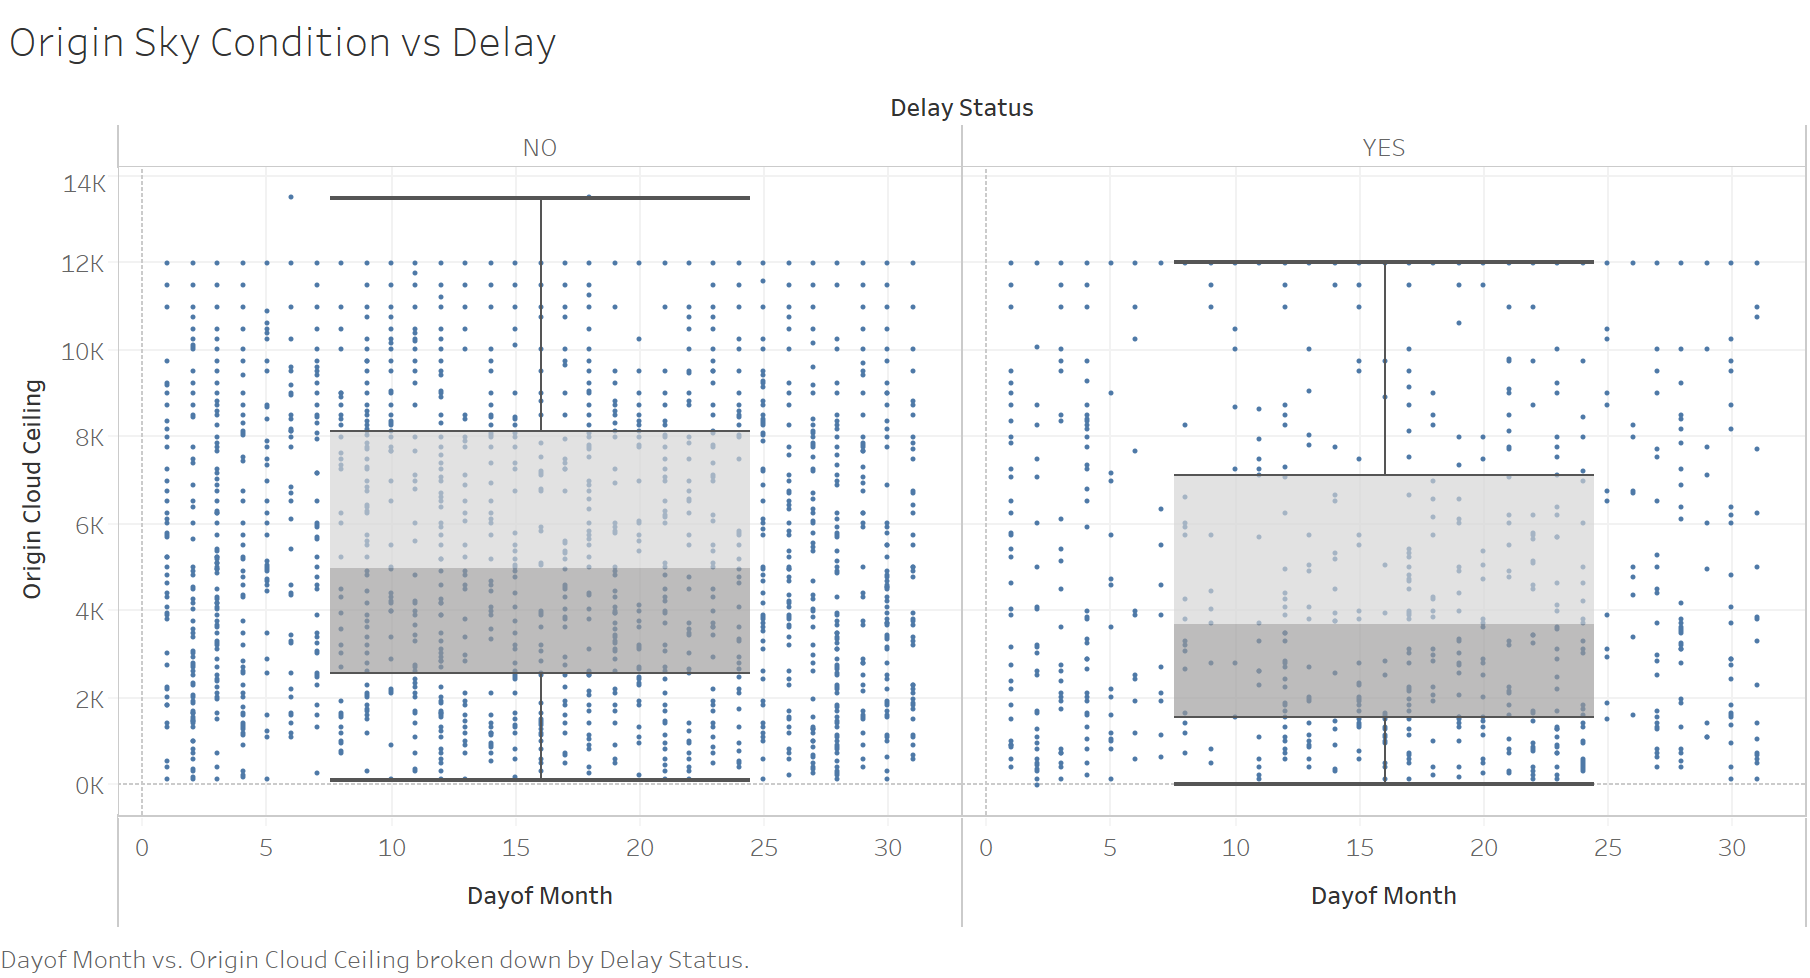 Origin Sky Condition vs Delay
Delay Status
NO YES
Origin Cloud Ceiling
14K
12K
10K
8K
6K
4K
2K
0K
0 5 10 15 20 25 30 0 5 10 15 20 25 30
Dayof Month Dayof Month
Dayof Month vs. Origin Cloud Ceiling broken down by Delay Status.